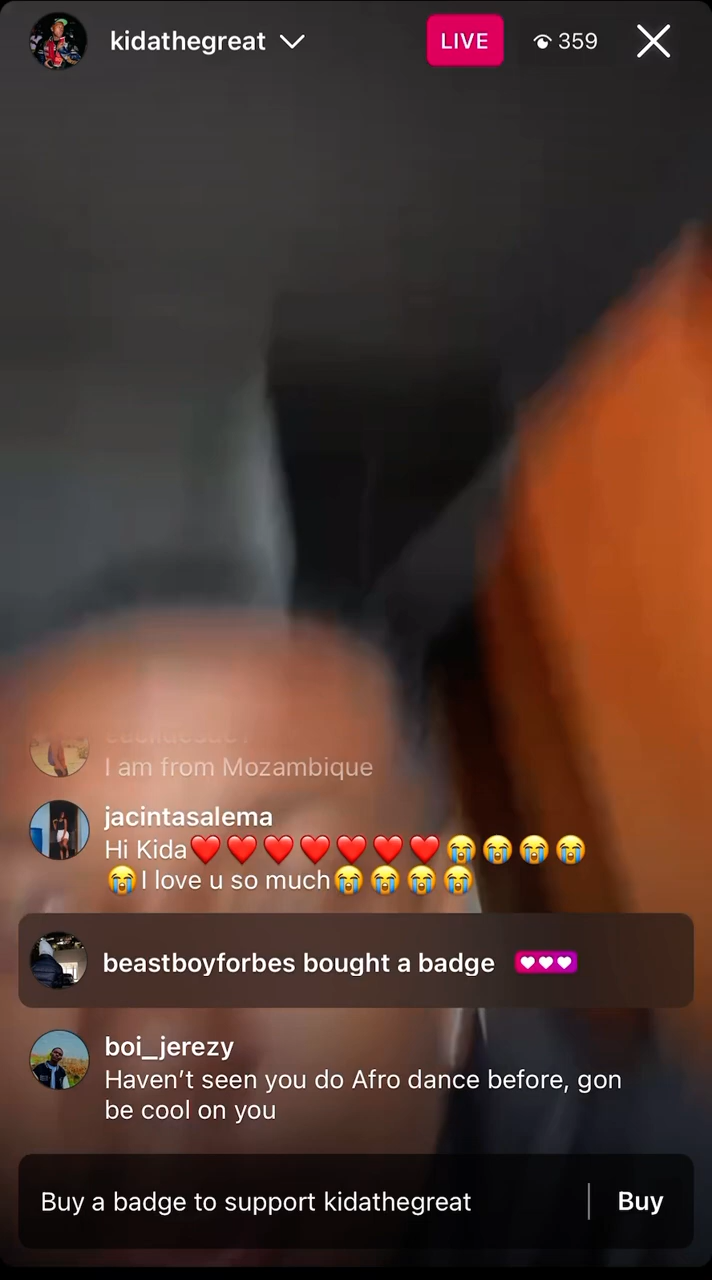 kidathegreat
LIVE
359
I am from Mozambique
jacintasalema
Hi Kida❤️❤️❤️❤️❤️❤️❤️😭😭😭😭
😭I love u so much😭😭😭😭
beastboyforbes bought a badge
boi_jerezy
Haven’t seen you do Afro dance before, gon
be cool on you
Buy a badge to support kidathegreat
Buy